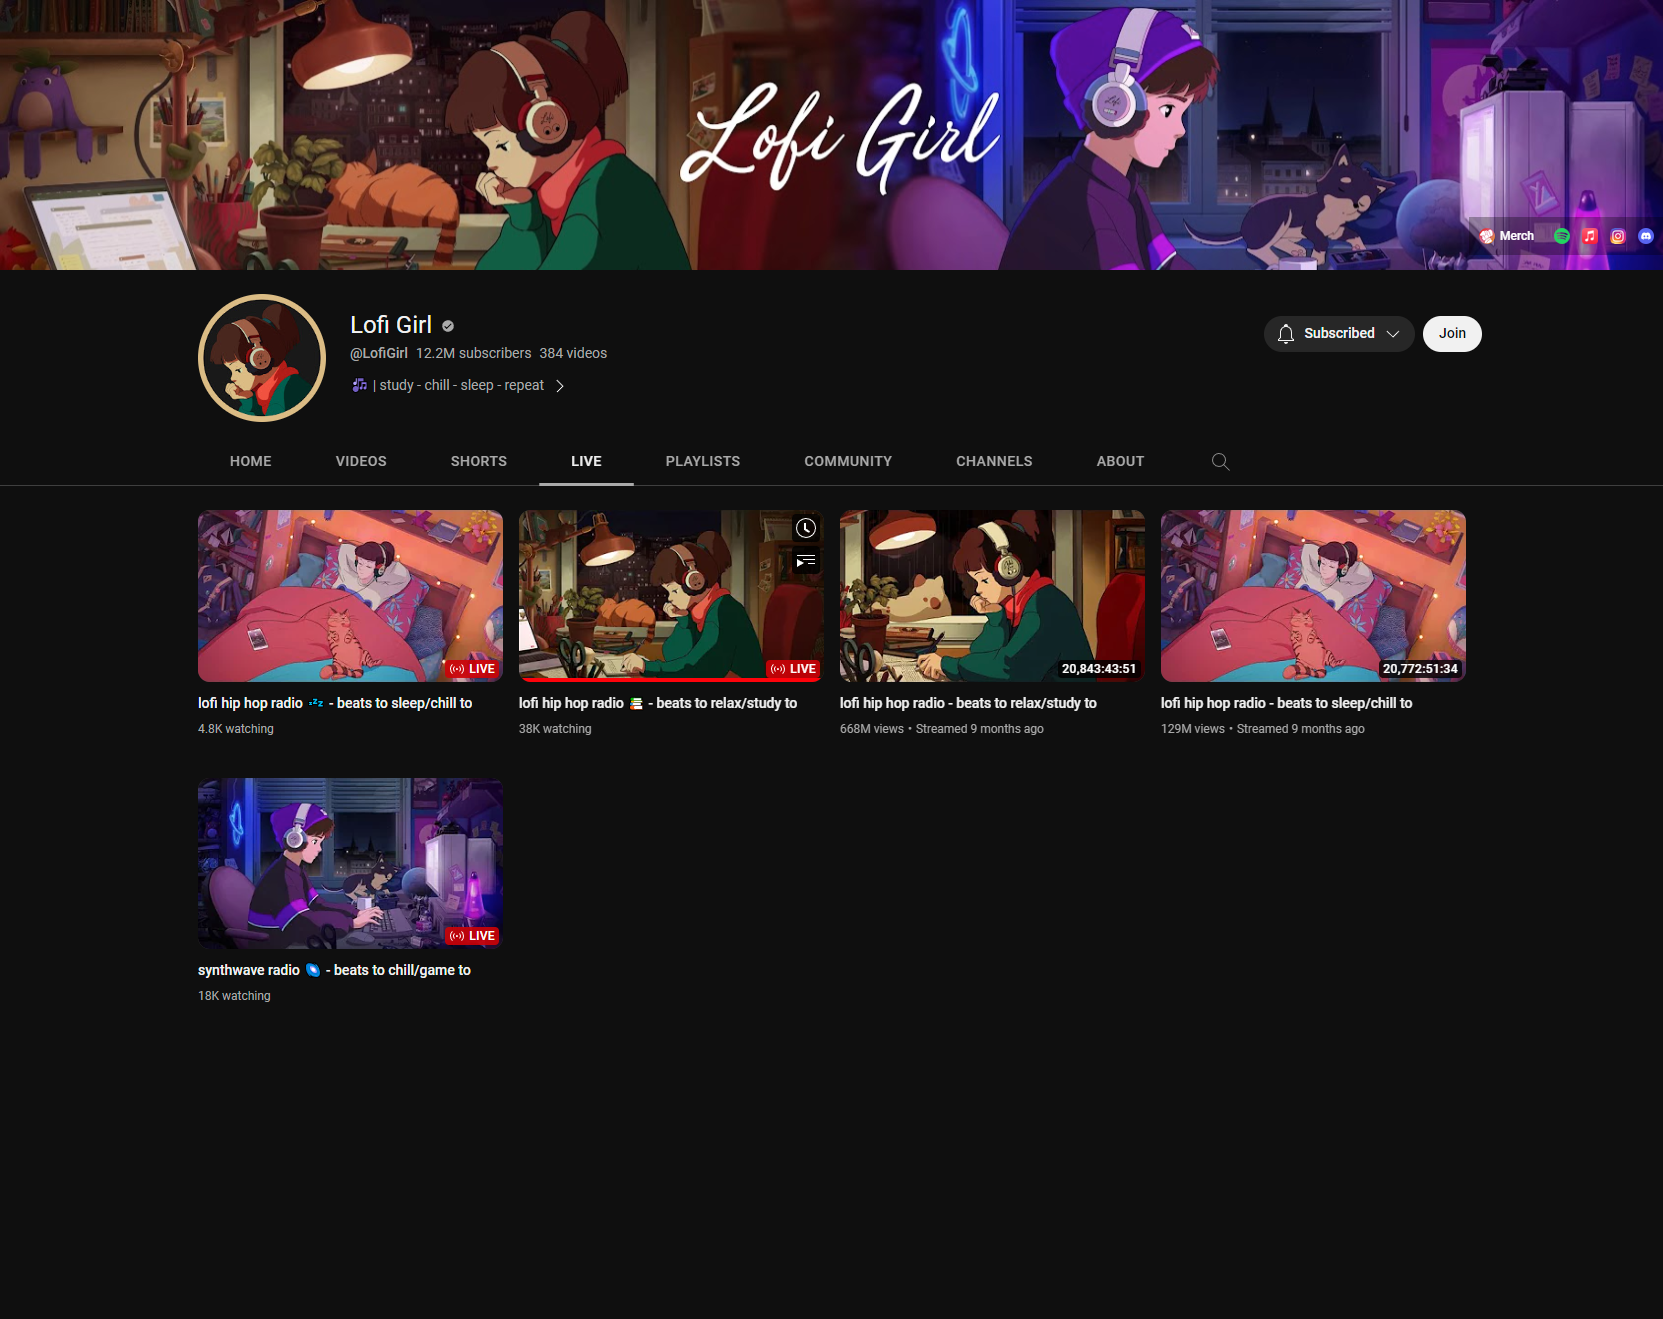 Lofi Girl
Merch
Lofi Girl
@LofiGirl 12.2M subscribers 384 videos
| study - chill - sleep - repeat
Subscribed
Join
HOME VIDEOS SHORTS LIVE PLAYLISTS COMMUNITY CHANNELS ABOUT
LIVE
lofi hip hop radio 💤 - beats to sleep/chill to
4.8K watching
LIVE
lofi hip hop radio 📚 - beats to relax/study to
38K watching
20,843:43:51
lofi hip hop radio - beats to relax/study to
668M views • Streamed 9 months ago
20,772:51:34
lofi hip hop radio - beats to sleep/chill to
129M views • Streamed 9 months ago
LIVE
synthwave radio 🌌 - beats to chill/game to
18K watching